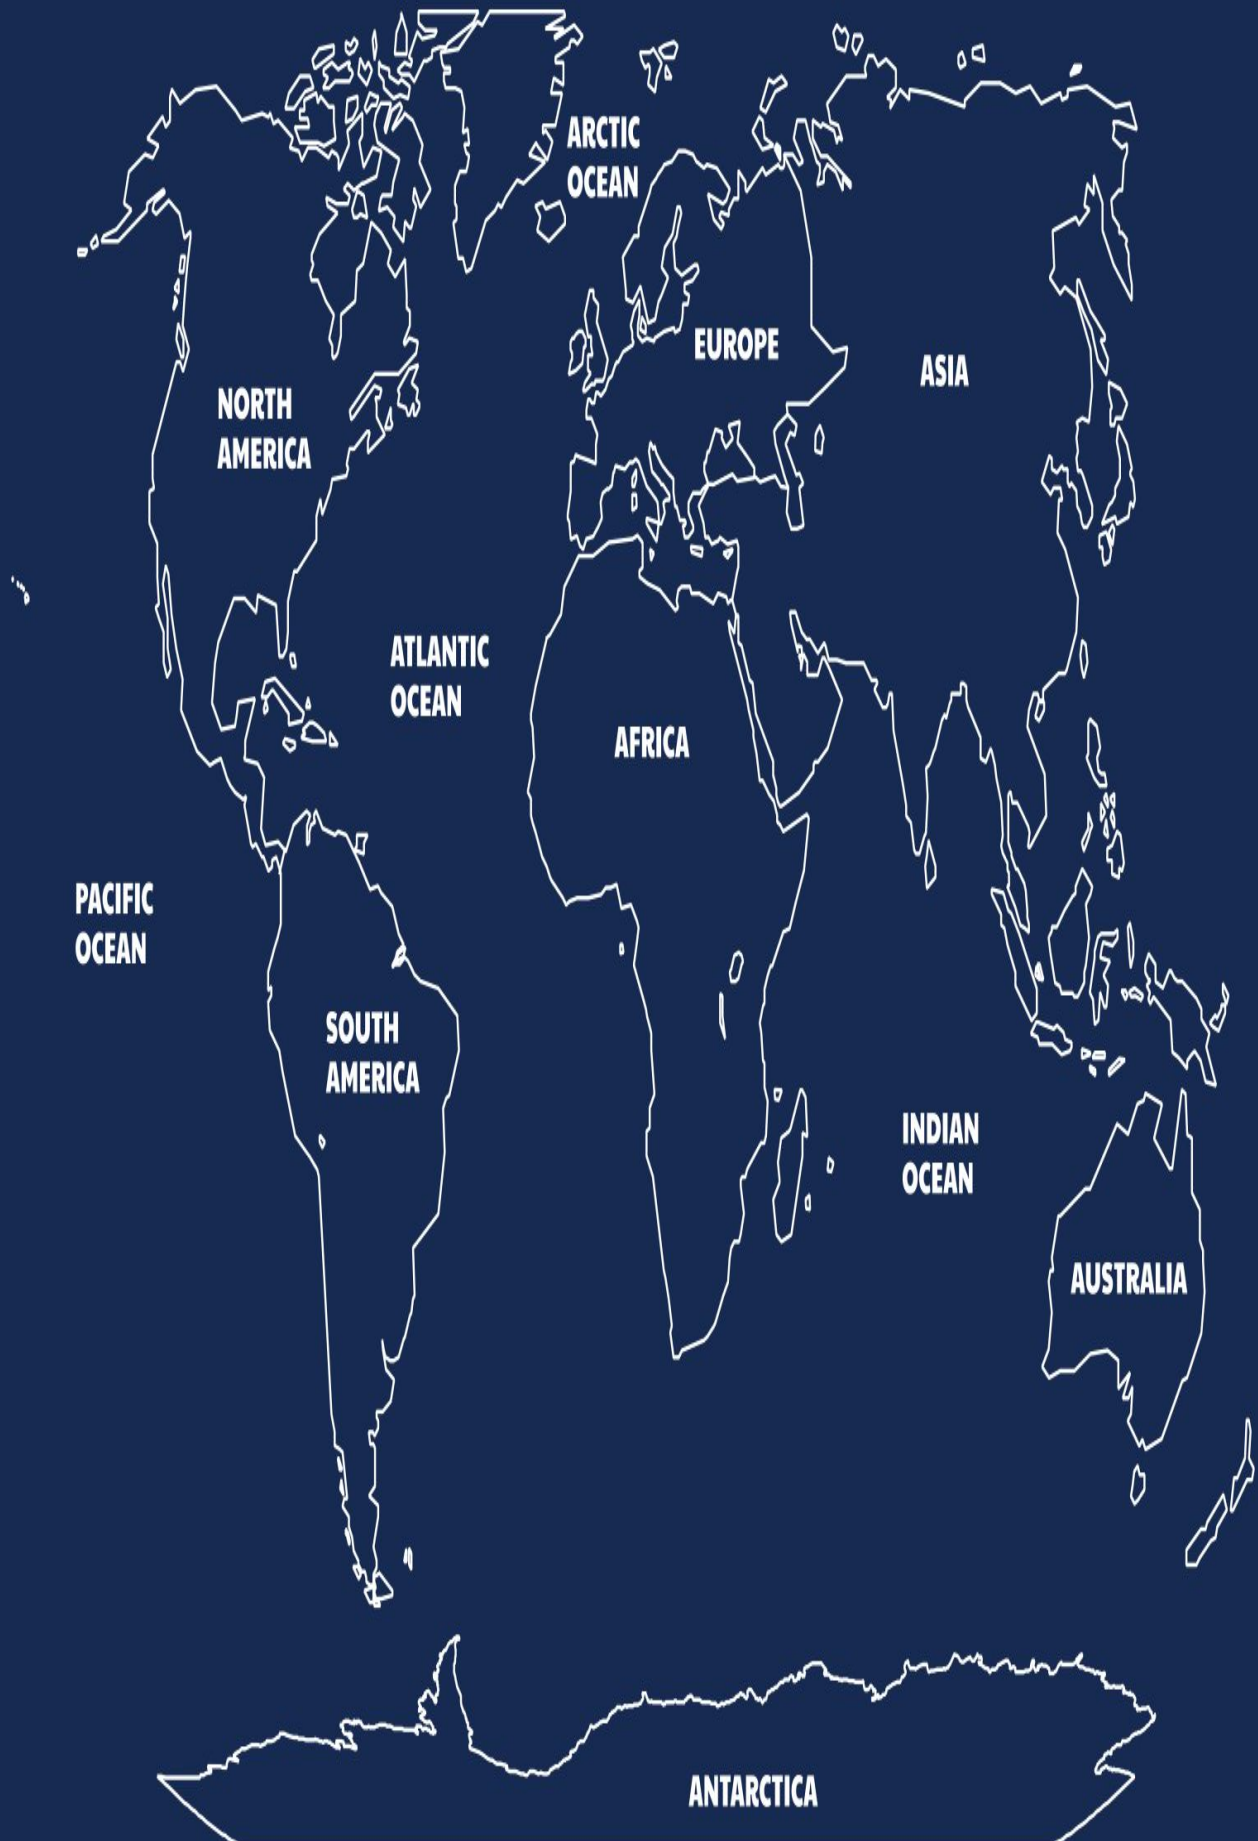 ARCTIC
OCEAN
EUROPE
ASIA
NORTH
AMERICA
ATLANTIC
OCEAN
AFRICA
PACIFIC
OCEAN
SOUTH
AMERICA
INDIAN
OCEAN
AUSTRALIA
ANTARCTICA